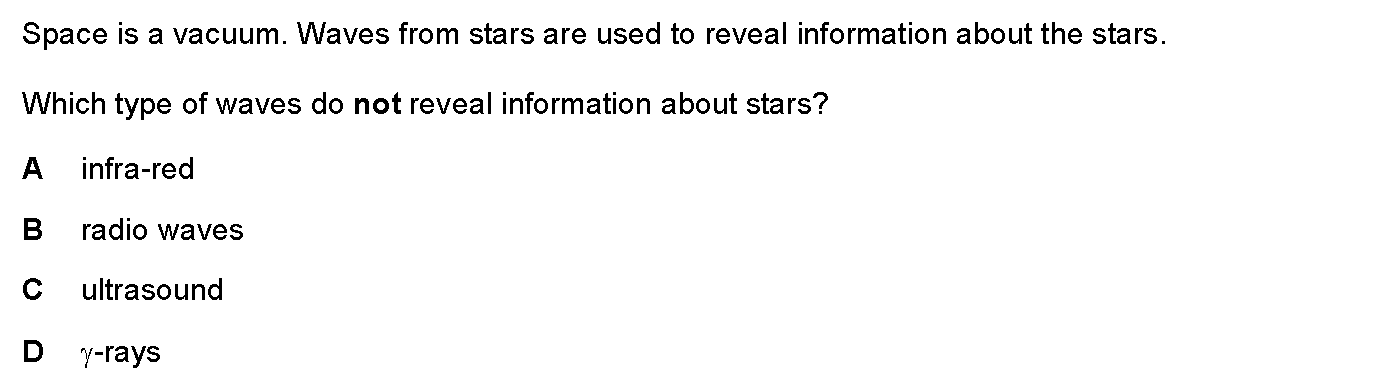 Space is a vacuum. Waves from stars are used to reveal information about the stars.
Which type of waves do not reveal information about stars?
A infra-red
B radio waves
C ultrasound
D γ-rays